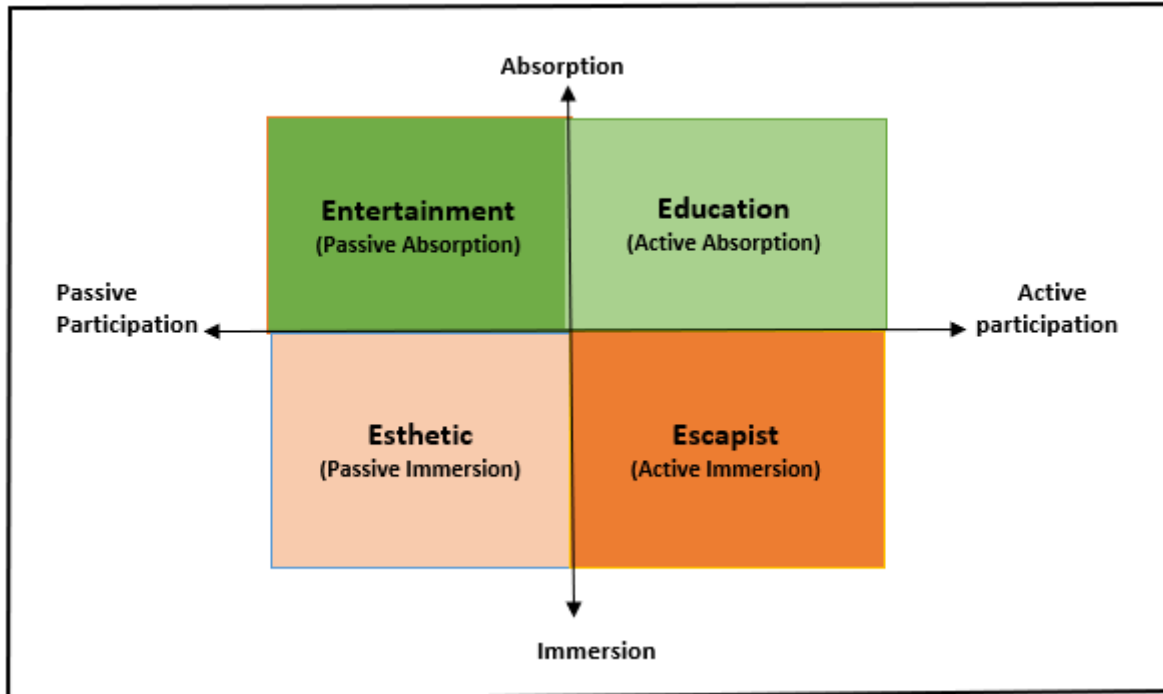 Absorption
Entertainment
(Passive Absorption)
Education
(Active Absorption)
Passive
Participation
Active
participation
Esthetic
(Passive Immersion)
Escapist
(Active Immersion)
Immersion